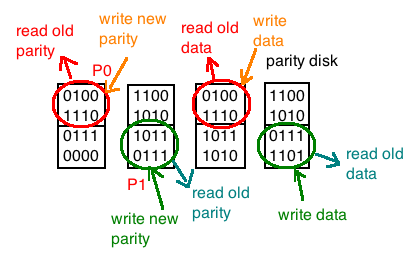 read old
parity
write new
parity
read old
data
write
data
parity disk
P0
0100
1110
0111
0000
1100
1010
1011
0111
0100
1110
1011
1010
1100
1010
0111
1101
P1
write new
parity
read old
parity
write data
read old
data